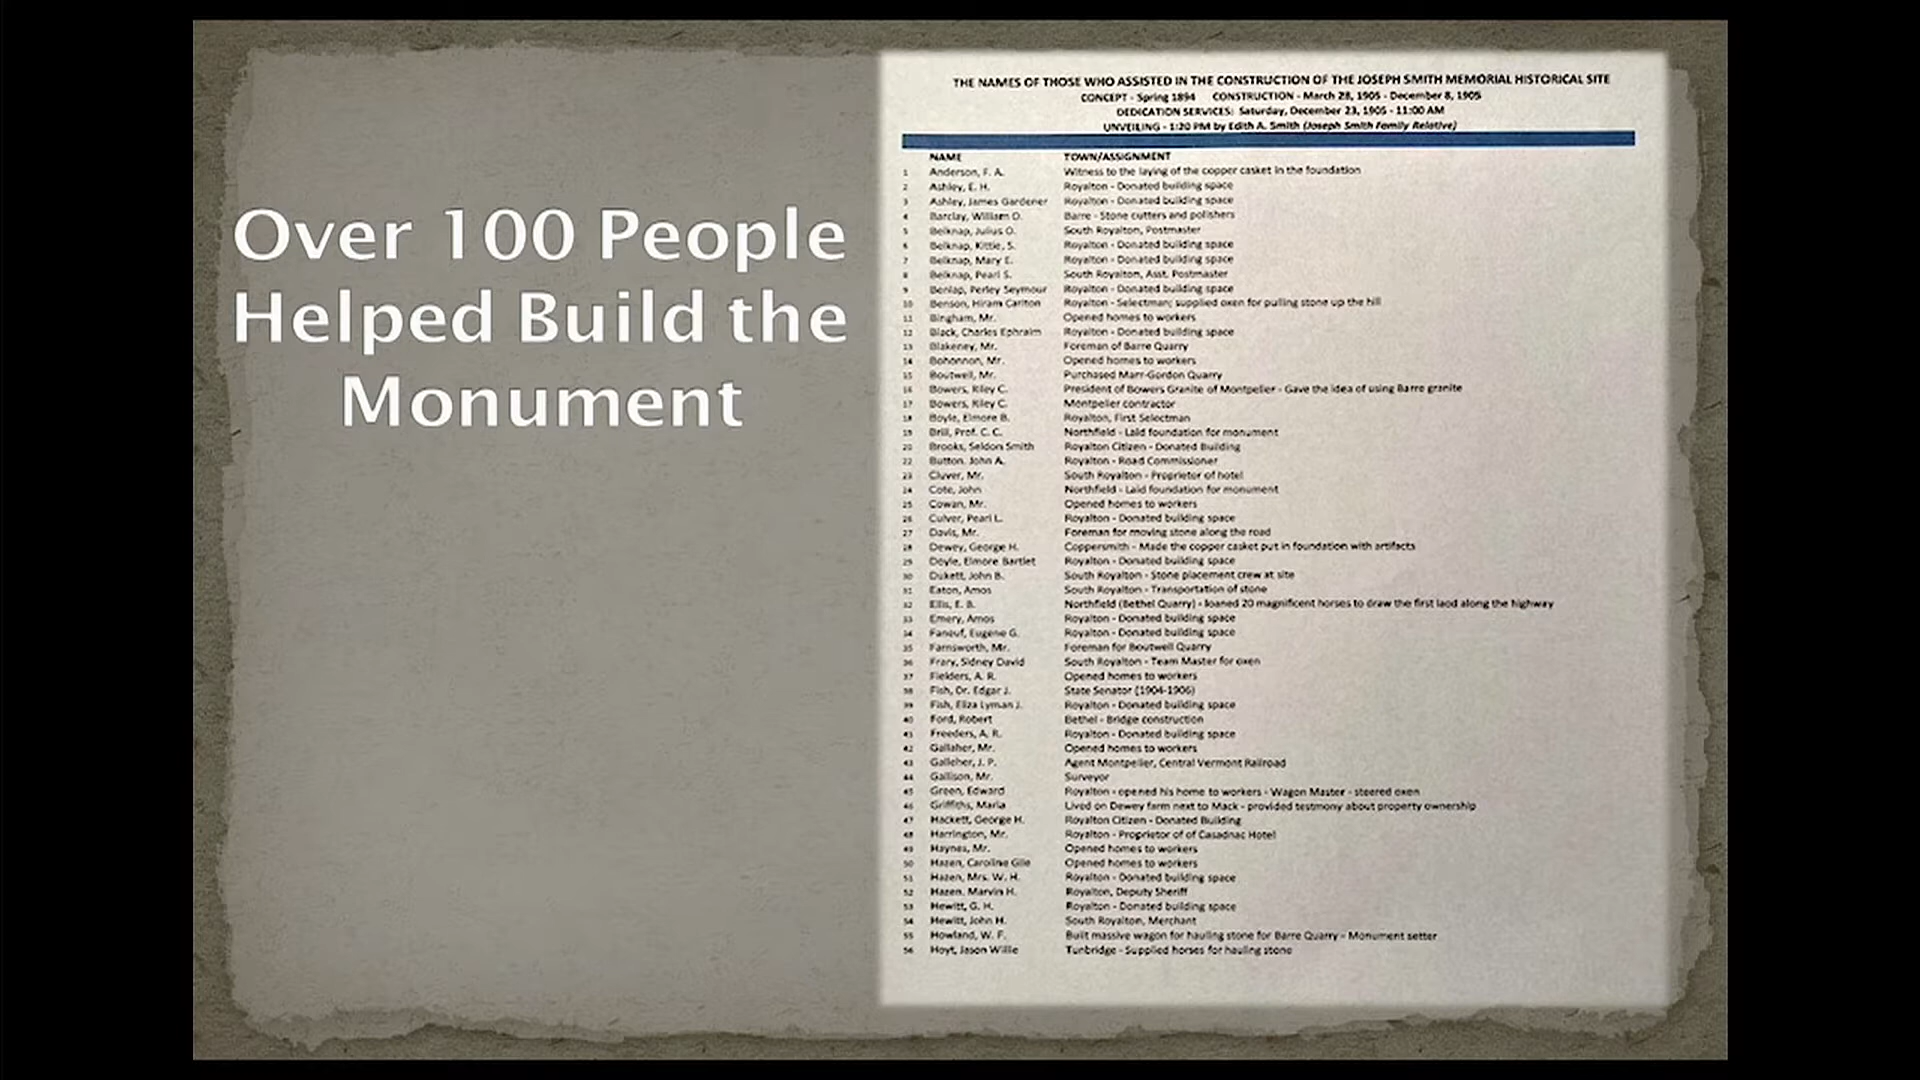 Over 100 People
Helped Build the
Monument
THE NAMES OF THOSE WHO ASSISTED IN THE CONSTRUCTION OF THE JOSEPH SMITH MEMORIAL HISTORICAL SITE
CONCEPT - Spring 1894 CONSTRUCTION - March 28, 1905 - December 8, 1905
DEDICATION SERVICES: Saturday, December 23, 1905 - 11:00 AM
UNVEILING - 1:20 PM by Edith A. Smith (Joseph Smith Family Relative)
NAME TOWN/ASSIGNMENT
1 Anderson, F. A. Witness to the laying of the copper casket in the foundation
2 Ashley, E. H. Royalton - Donated building space
3 Ashley, James Gardener Royalton - Donated building space
4 Barclay, William O. Barre - Stone cutters and polishers
5 Belknap, Julius O. South Royalton, Postmaster
6 Belknap, Kittie, S. Royalton - Donated building space
7 Belknap, Mary E. Royalton - Donated building space
8 Belknap, Pearl S. South Royalton, Asst. Postmaster
9 Benlap, Perley Seymour Royalton - Donated building space
10 Benson, Hiram Carlton Royalton - Selectman; supplied oxen for pulling stone up the hill
11 Bingham, Mr. Opened homes to workers
12 Black, Charles Ephraim Royalton - Donated building space
13 Blakeney, Mr. Foreman of Barre Quarry
14 Bohonnon, Mr. Opened homes to workers
15 Boutwell, Mr. Purchased Marr-Gordon Quarry
16 Bowers, Riley C. President of Bowers Granite of Montpelier - Gave the idea of using Barre granite
17 Bowers, Riley C. Montpelier contractor
18 Boyle, Elmore B. Royalton, First Selectman
19 Brill, Prof. C. C. Northfield - Laid foundation for monument
20 Brooks, Seldon Smith Royalton Citizen - Donated Building
22 Button. John A. Royalton - Road Commissioner
23 Cluver, Mr. South Royalton - Proprietor of hotel
24 Cote, John Northfield - Laid foundation for monument
25 Cowan, Mr. Opened homes to workers
26 Culver, Pearl L. Royalton - Donated building space
27 Davis, Mr. Foreman for moving stone along the road
28 Dewey, George H. Coppersmith - Made the copper casket put in foundation with artifacts
29 Doyle, Elmore Bartlet Royalton - Donated building space
30 Dukett, John B. South Royalton - Stone placement crew at site
31 Eaton, Amos South Royalton - Transportation of stone
32 Ellis, E. B. Northfield (Bethel Quarry) - loaned 20 magnificent horses to draw the first laod along the highway
33 Emery, Amos Royalton - Donated building space
34 Faneuf, Eugene G. Royalton - Donated building space
35 Farnsworth, Mr. Foreman for Boutwell Quarry
36 Frary, Sidney David South Royalton - Team Master for oxen
37 Fielders, A. R. Opened homes to workers
38 Fish, Dr. Edgar J. State Senator (1904-1906)
39 Fish, Eliza Lyman J. Royalton - Donated building space
40 Ford, Robert Bethel - Bridge construction
41 Freeders, A. R. Royalton - Donated building space
42 Gallaher, Mr. Opened homes to workers
43 Galleher, J. P. Agent Montpelier, Central Vermont Railroad
44 Gallison, Mr. Surveyor
45 Green, Edward Royalton - opened his home to workers - Wagon Master - steered oxen
46 Griffiths, Maria Lived on Dewey farm next to Mack - provided testmony about property ownership
47 Hackett, George H. Royalton Citizen - Donated Building
48 Harrington, Mr. Royalton - Proprietor of of Casadnac Hotel
49 Haynes, Mr. Opened homes to workers
50 Hazen, Caroline Gile Opened homes to workers
51 Hazen, Mrs. W. H. Royalton - Donated building space
52 Hazen. Marvin H. Royalton, Deputy Sheriff
53 Hewitt, G. H. Royalton - Donated building space
54 Hewitt, John H. South Royalton, Merchant
55 Howland, W. F. Built massive wagon for hauling stone for Barre Quarry - Monument setter
56 Hoyt, Jason Willie Tunbridge - Supplied horses for hauling stone